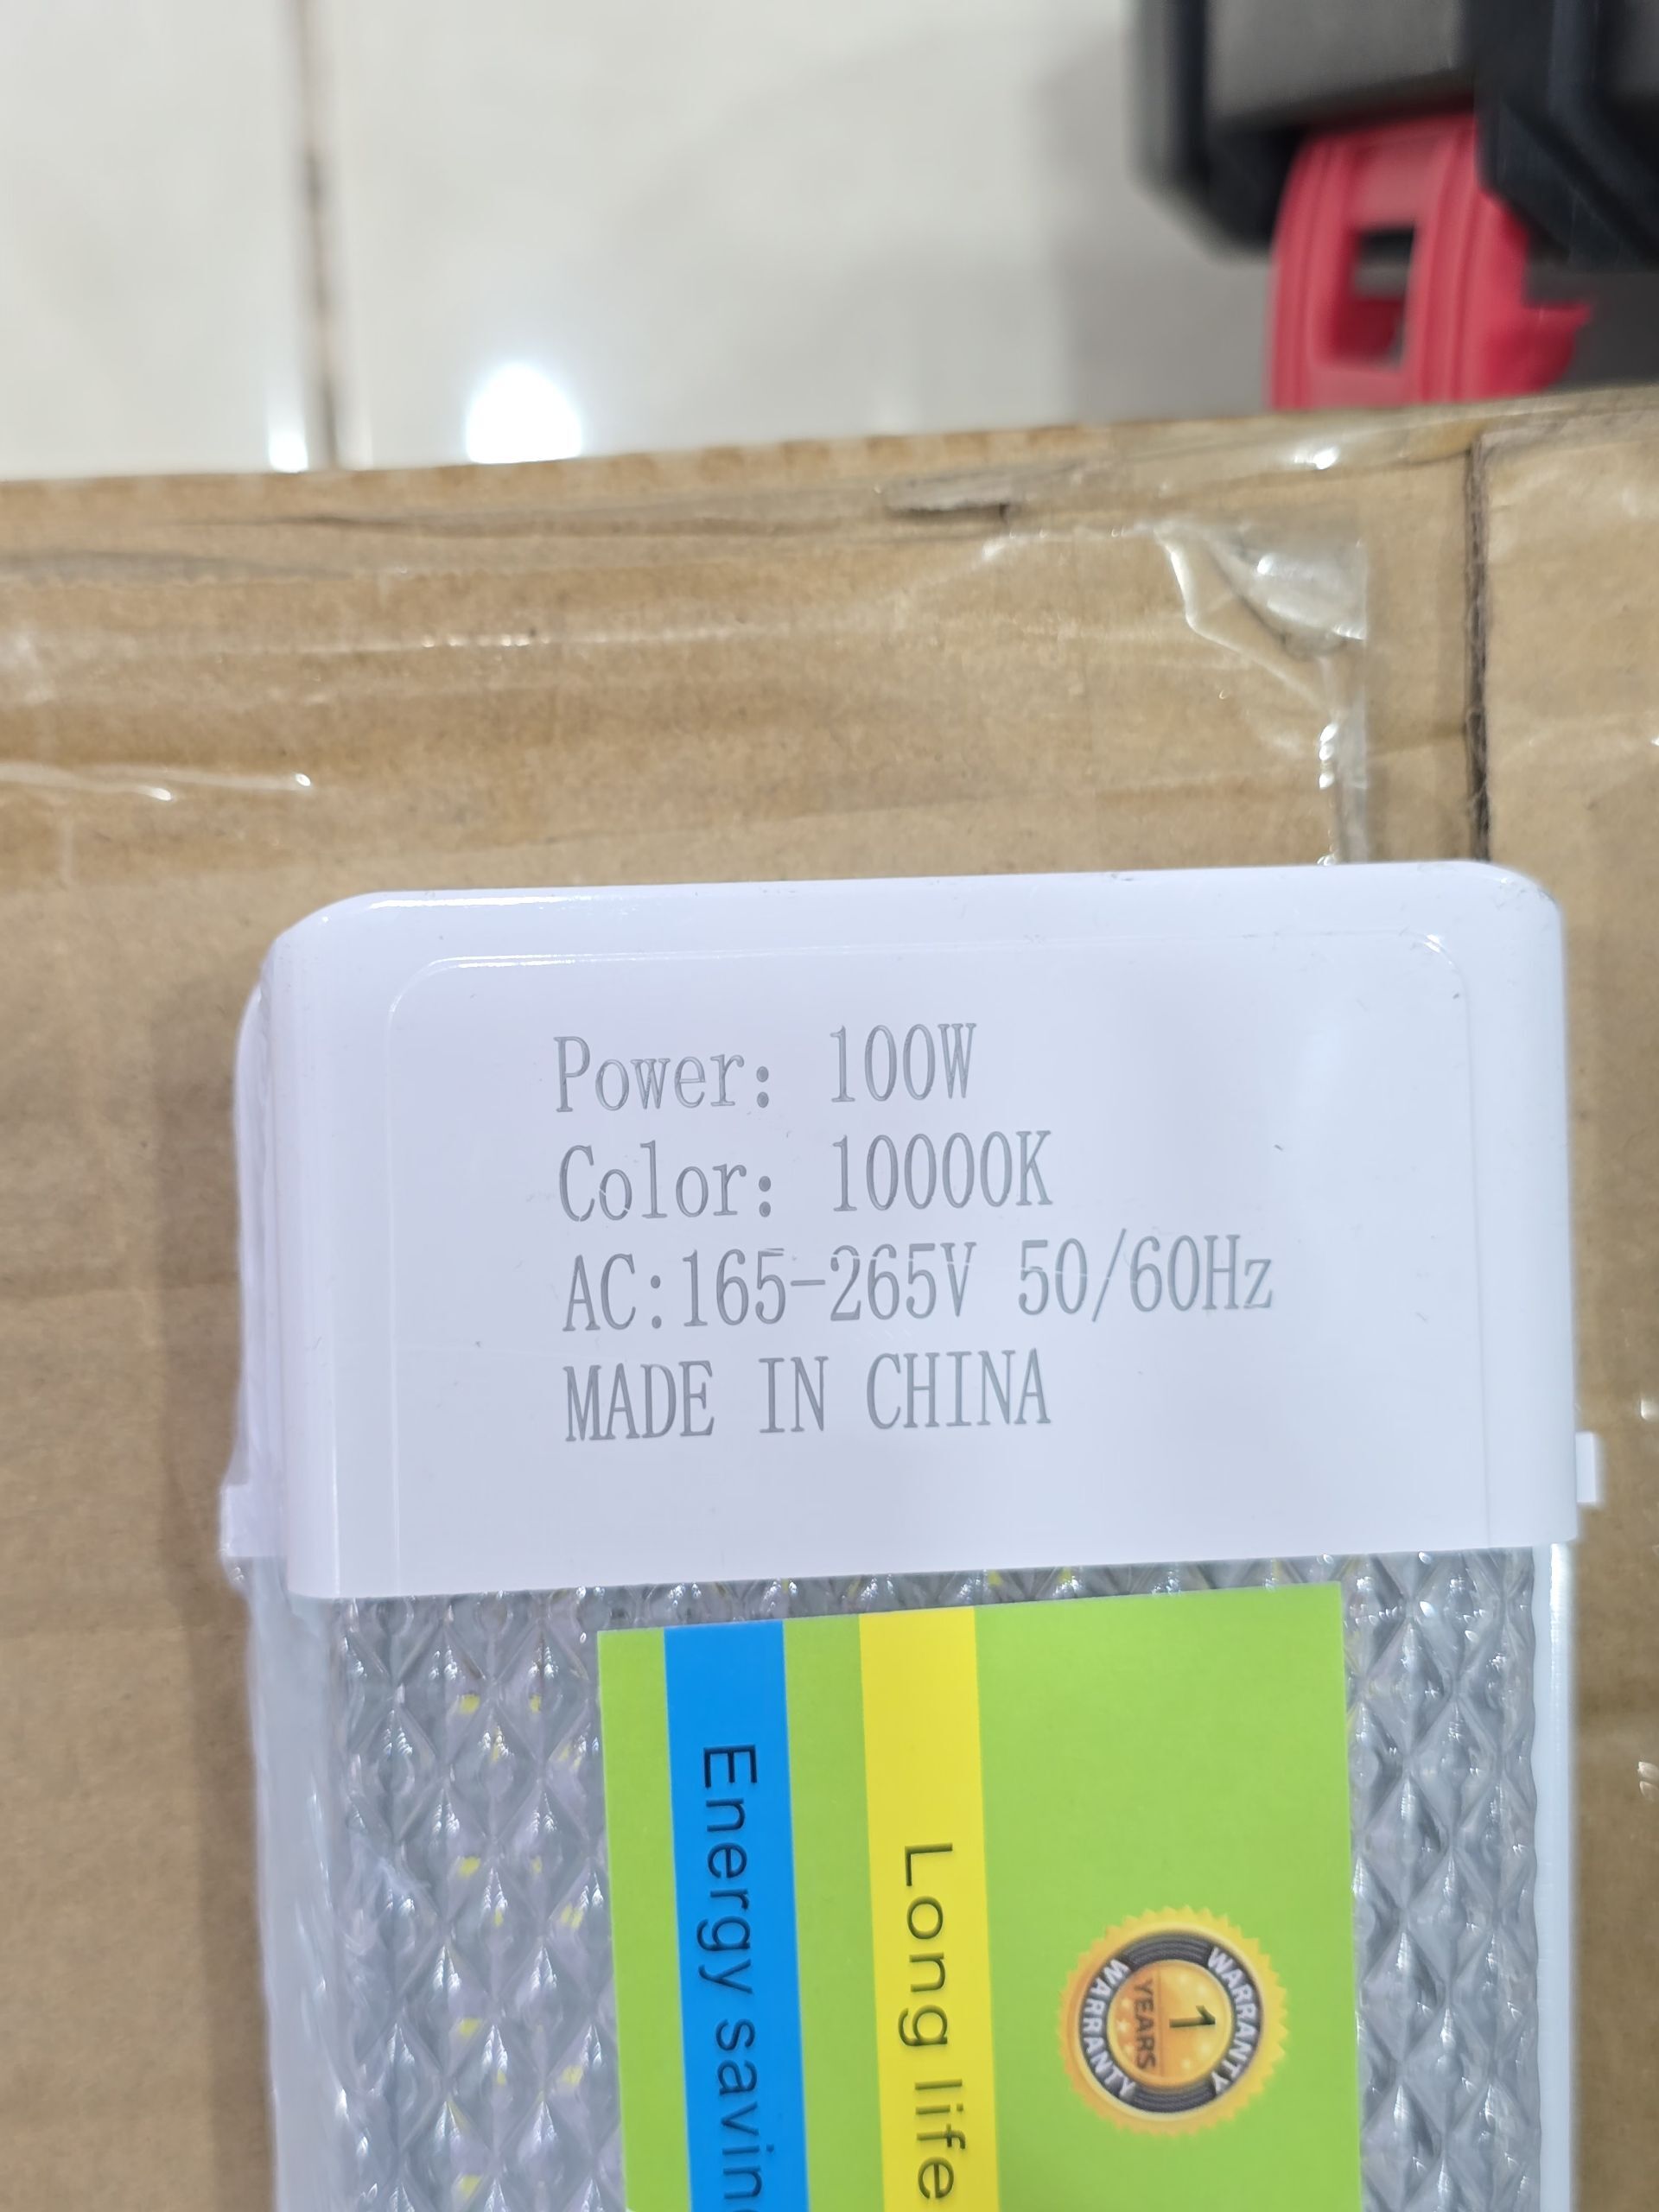 Power: 100W
Color: 10000K
AC:165-265V 50/60Hz
MADE IN CHINA
Energy saving
Long life
WARRANTY
1
YEARS
WARRANTY